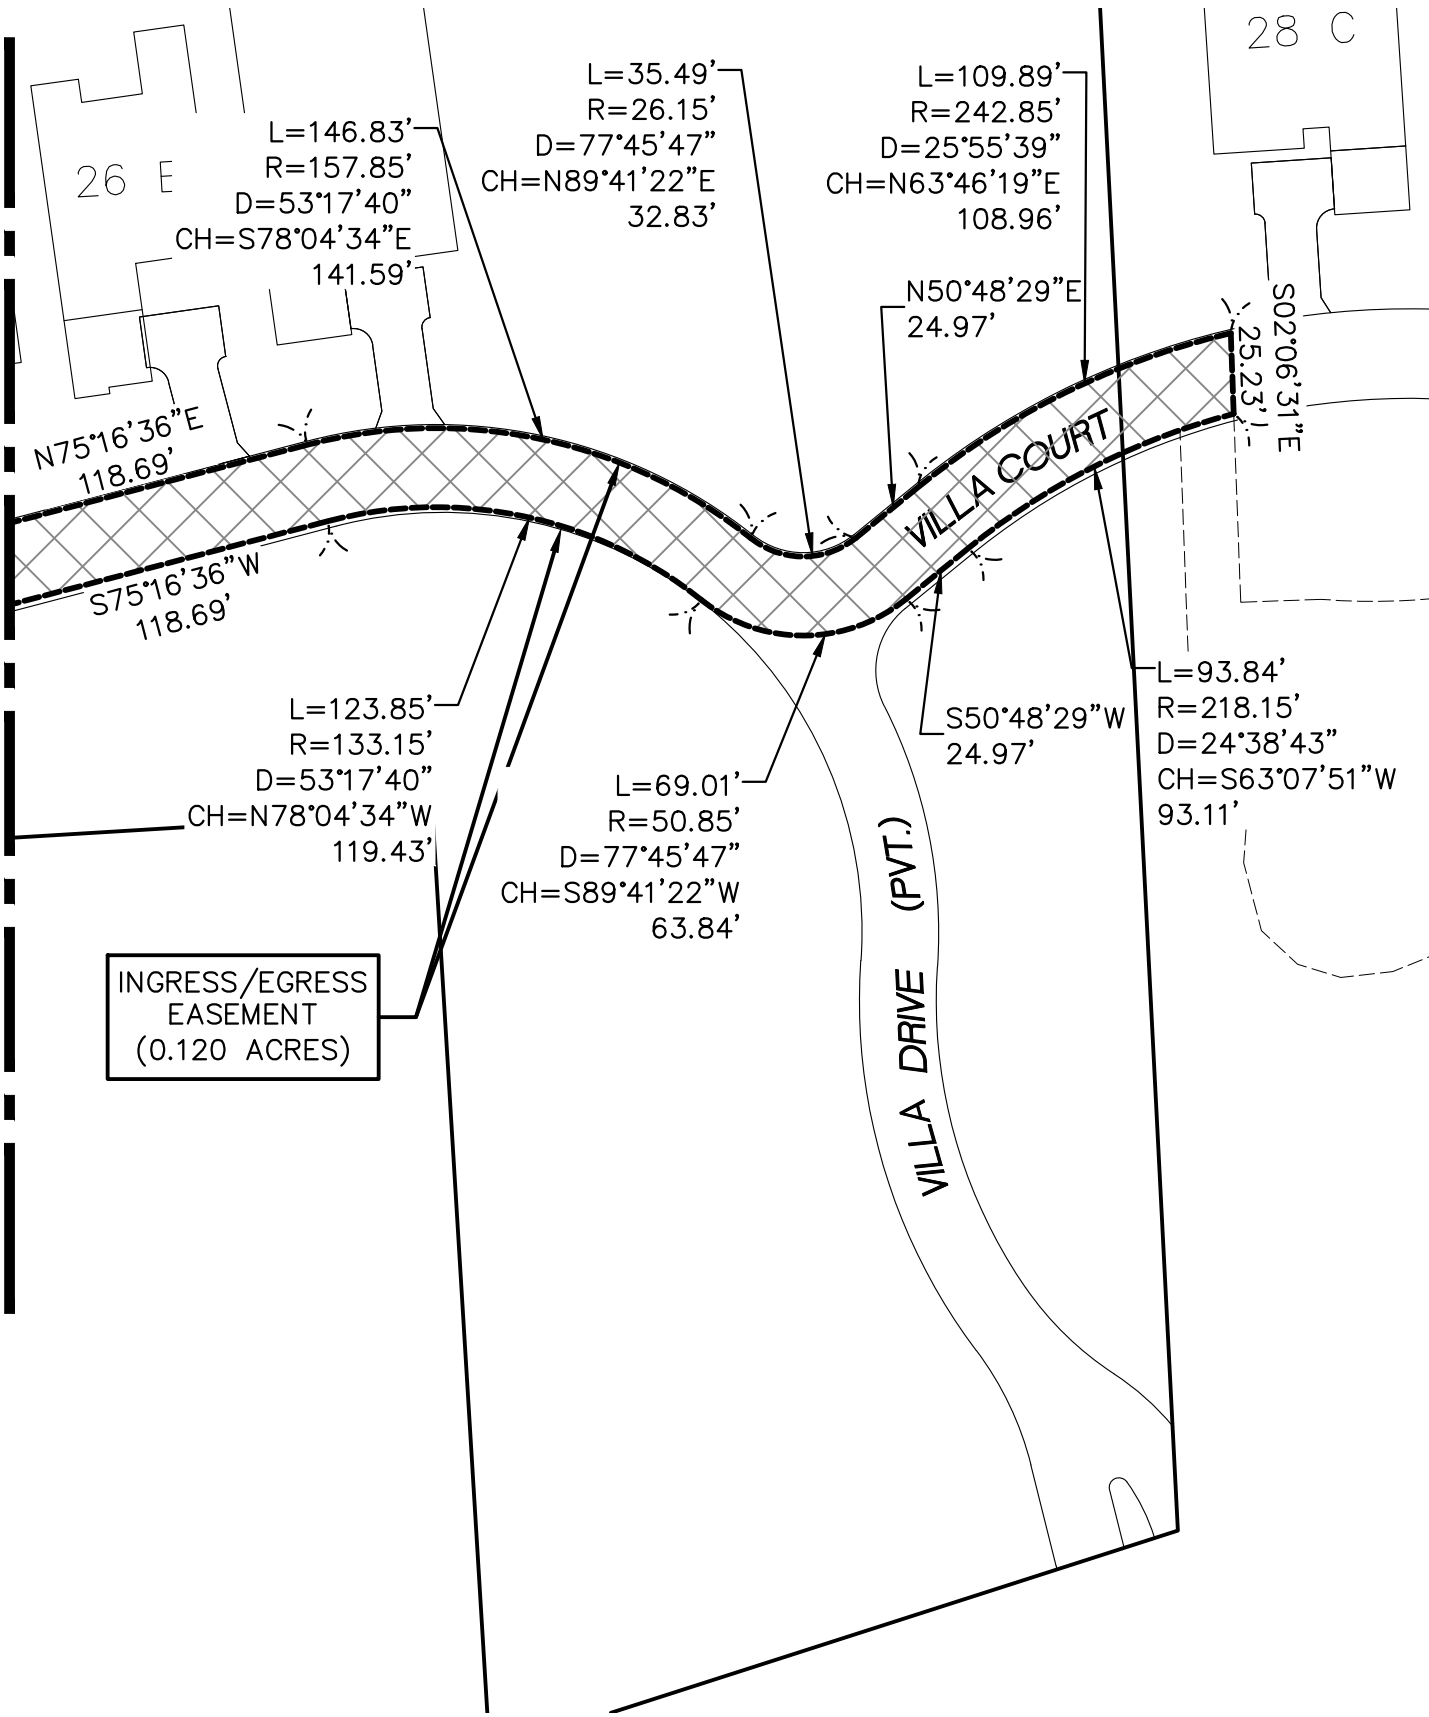 28 C
26 E
L=146.83'
R=157.85'
D=53°17'40"
CH=S78°04'34"E
141.59'
L=35.49'
R=26.15'
D=77°45'47"
CH=N89°41'22"E
32.83'
L=109.89'
R=242.85'
D=25°55'39"
CH=N63°46'19"E
108.96'
N50°48'29"E
24.97'
S02°06'31"E
25.23'
N75°16'36"E
118.69'
VILLA COURT
S75°16'36"W
118.69'
L=123.85'
R=133.15'
D=53°17'40"
CH=N78°04'34"W
119.43'
L=69.01'
R=50.85'
D=77°45'47"
CH=S89°41'22"W
63.84'
S50°48'29"W
24.97'
L=93.84'
R=218.15'
D=24°38'43"
CH=S63°07'51"W
93.11'
VILLA DRIVE (PVT.)
INGRESS/EGRESS
EASEMENT
(0.120 ACRES)